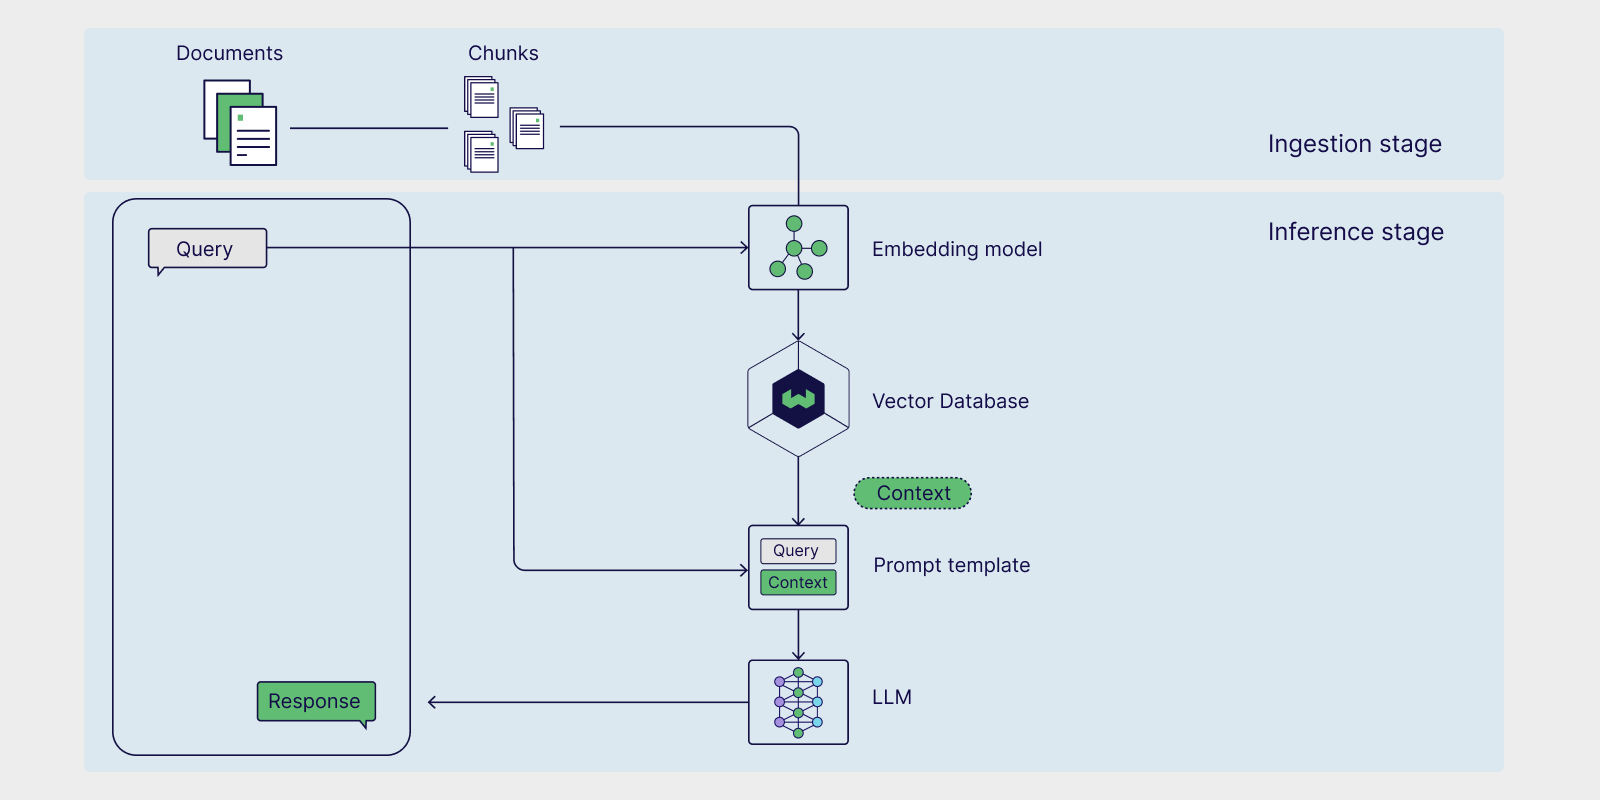 Documents
Chunks
Ingestion stage
Inference stage
Query
Embedding model
Vector Database
Context
Query
Context
Prompt template
Response
LLM